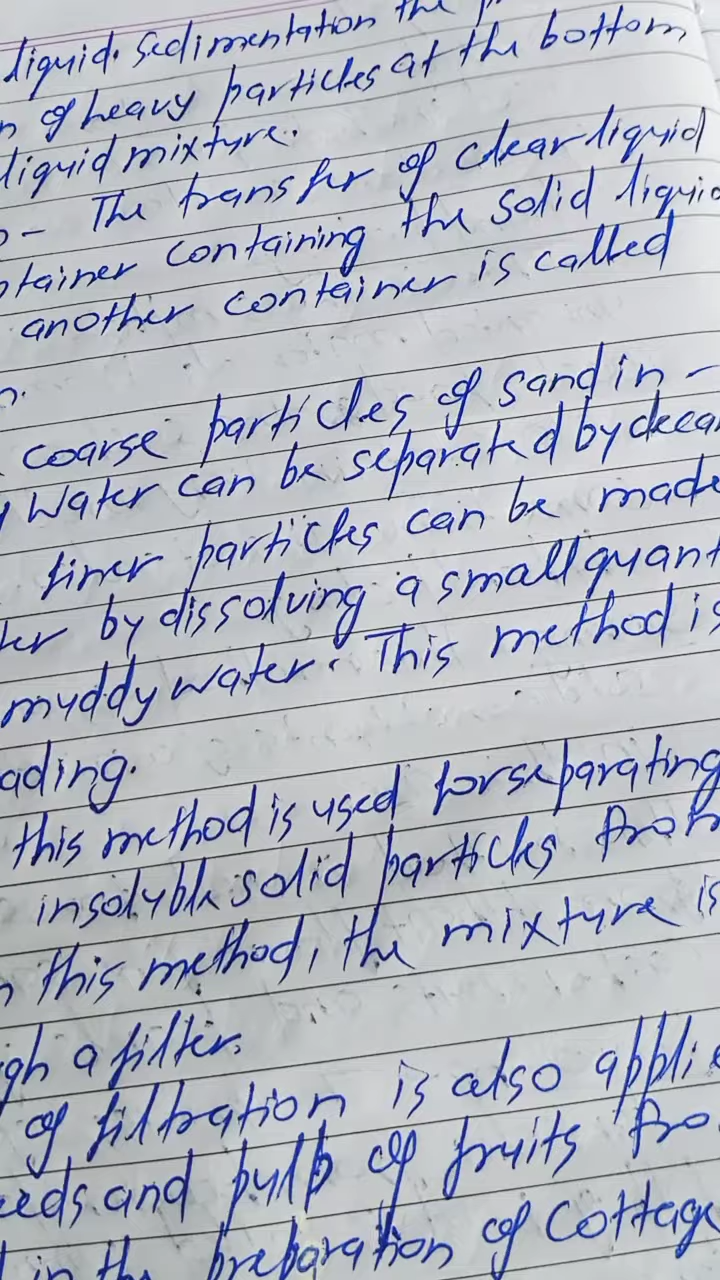 liquid. Sedimentation the
n of heavy particles at the bottom
liquid mixture.
- The transfer of clear liquid
tainer containing the solid liquid
another container is called
n.
coarse particles of sand in -
y water can be separated by decan
finer particles can be made
ter by dissolving a small quant
muddy water. This method is
ading.
this method is used for separating
insoluble solid particles from
n this method, the mixture is
gh a filter.
of filtration is also applie
eeds and pulp of fruits fro
in the preparation of Cottage